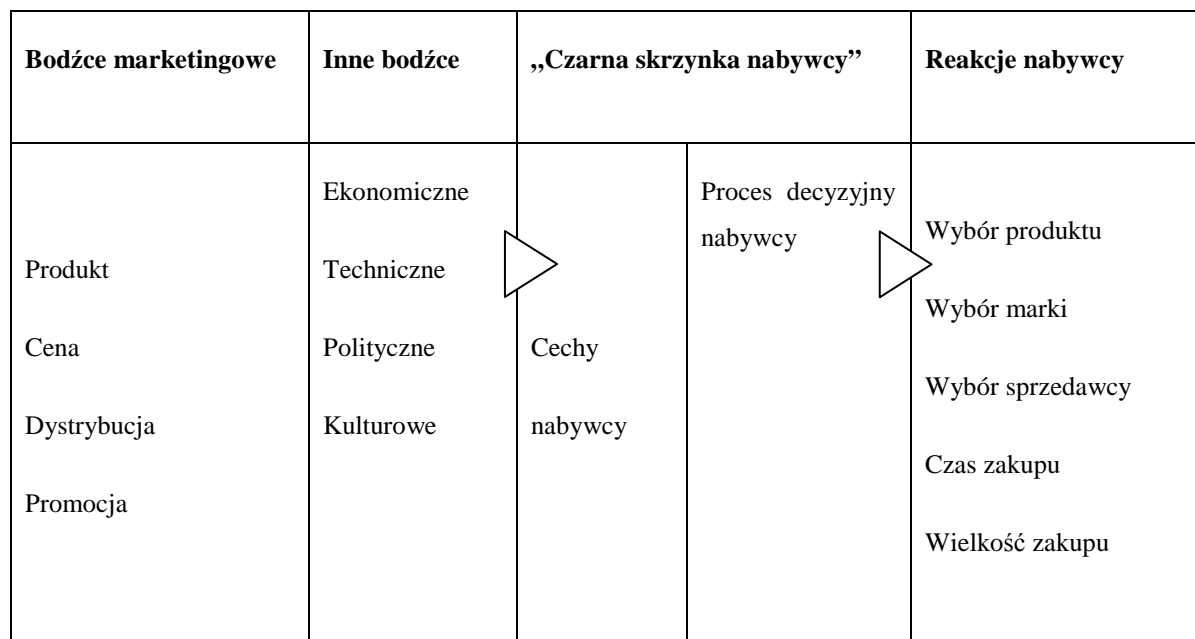 Bodźce marketingowe
Inne bodźce
„Czarna skrzynka nabywcy”
Reakcje nabywcy
Produkt
Cena
Dystrybucja
Promocja
Ekonomiczne
Techniczne
Polityczne
Kulturowe
Cechy
nabywcy
Proces decyzyjny
nabywcy
Wybór produktu
Wybór marki
Wybór sprzedawcy
Czas zakupu
Wielkość zakupu